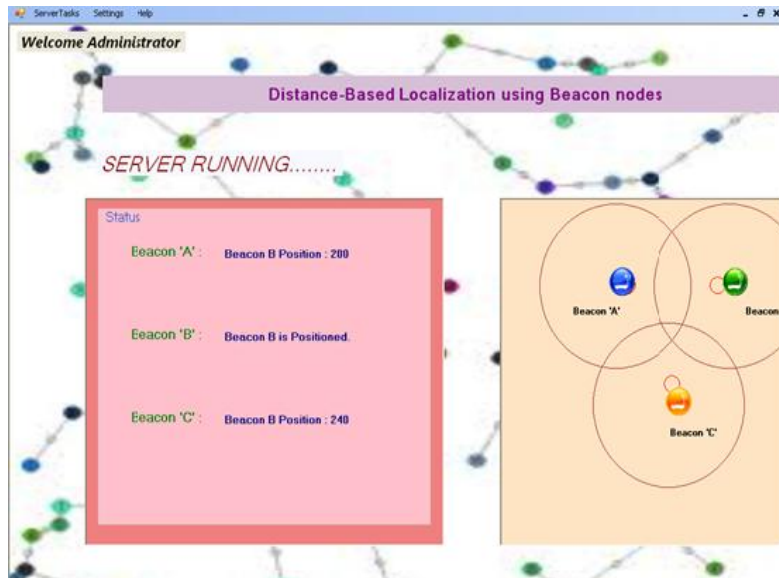 ServerTasks Settings Help
Welcome Administrator
Distance-Based Localization using Beacon nodes
SERVER RUNNING........
Status
Beacon 'A' : Beacon B Position : 200
Beacon 'B' : Beacon B is Positioned.
Beacon 'C' : Beacon B Position : 240
Beacon 'A'
Beacon
Beacon 'C'